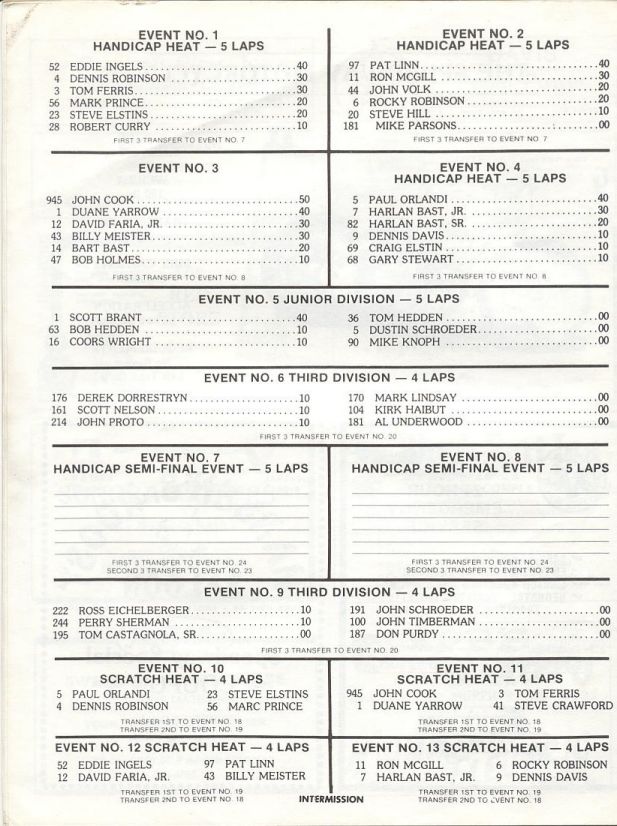 EVENT NO. 1
HANDICAP HEAT — 5 LAPS
52 EDDIE INGELS 40
4 DENNIS ROBINSON 30
3 TOM FERRIS 30
56 MARK PRINCE 20
23 STEVE ELSTINS 20
28 ROBERT CURRY 10
FIRST 3 TRANSFER TO EVENT NO. 7
EVENT NO. 2
HANDICAP HEAT — 5 LAPS
97 PAT LINN 40
11 RON MCGILL 30
44 JOHN VOLK 20
6 ROCKY ROBINSON 20
20 STEVE HILL 10
181 MIKE PARSONS 00
FIRST 3 TRANSFER TO EVENT NO. 7
EVENT NO. 3
945 JOHN COOK 50
1 DUANE YARROW 40
12 DAVID FARIA, JR. 30
43 BILLY MEISTER 30
14 BART BAST 20
47 BOB HOLMES 10
FIRST 3 TRANSFER TO EVENT NO. 8
EVENT NO. 4
HANDICAP HEAT — 5 LAPS
5 PAUL ORLANDI 40
7 HARLAN BAST, JR. 30
82 HARLAN BAST, SR. 20
9 DENNIS DAVIS 10
69 CRAIG ELSTIN 10
68 GARY STEWART 10
FIRST 3 TRANSFER TO EVENT NO. 8
EVENT NO. 5 JUNIOR DIVISION — 5 LAPS
1 SCOTT BRANT 40 36 TOM HEDDEN 00
63 BOB HEDDEN 10 5 DUSTIN SCHROEDER 00
16 COORS WRIGHT 10 90 MIKE KNOPH 00
EVENT NO. 6 THIRD DIVISION — 4 LAPS
176 DEREK DORRESTRYN 10 170 MARK LINDSAY 00
161 SCOTT NELSON 10 104 KIRK HAIBUT 00
214 JOHN PROTO 10 181 AL UNDERWOOD 00
FIRST 3 TRANSFER TO EVENT NO. 20
EVENT NO. 7
HANDICAP SEMI-FINAL EVENT — 5 LAPS
FIRST 3 TRANSFER TO EVENT NO. 24
SECOND 3 TRANSFER TO EVENT NO. 23
EVENT NO. 8
HANDICAP SEMI-FINAL EVENT — 5 LAPS
FIRST 3 TRANSFER TO EVENT NO. 24
SECOND 3 TRANSFER TO EVENT NO. 23
EVENT NO. 9 THIRD DIVISION — 4 LAPS
222 ROSS EICHELBERGER 10 191 JOHN SCHROEDER 00
244 PERRY SHERMAN 10 100 JOHN TIMBERMAN 00
195 TOM CASTAGNOLA, SR. 00 187 DON PURDY 00
FIRST 3 TRANSFER TO EVENT NO. 20
EVENT NO. 10
SCRATCH HEAT — 4 LAPS
5 PAUL ORLANDI 23 STEVE ELSTINS
4 DENNIS ROBINSON 56 MARC PRINCE
TRANSFER 1ST TO EVENT NO. 18
TRANSFER 2ND TO EVENT NO. 19
EVENT NO. 11
SCRATCH HEAT — 4 LAPS
945 JOHN COOK 3 TOM FERRIS
1 DUANE YARROW 41 STEVE CRAWFORD
TRANSFER 1ST TO EVENT NO. 18
TRANSFER 2ND TO EVENT NO. 19
EVENT NO. 12 SCRATCH HEAT — 4 LAPS
52 EDDIE INGELS 97 PAT LINN
12 DAVID FARIA, JR. 43 BILLY MEISTER
TRANSFER 1ST TO EVENT NO. 19
TRANSFER 2ND TO EVENT NO. 18
EVENT NO. 13 SCRATCH HEAT — 4 LAPS
11 RON MCGILL 6 ROCKY ROBINSON
7 HARLAN BAST, JR. 9 DENNIS DAVIS
TRANSFER 1ST TO EVENT NO. 19
TRANSFER 2ND TO EVENT NO. 18
INTERMISSION